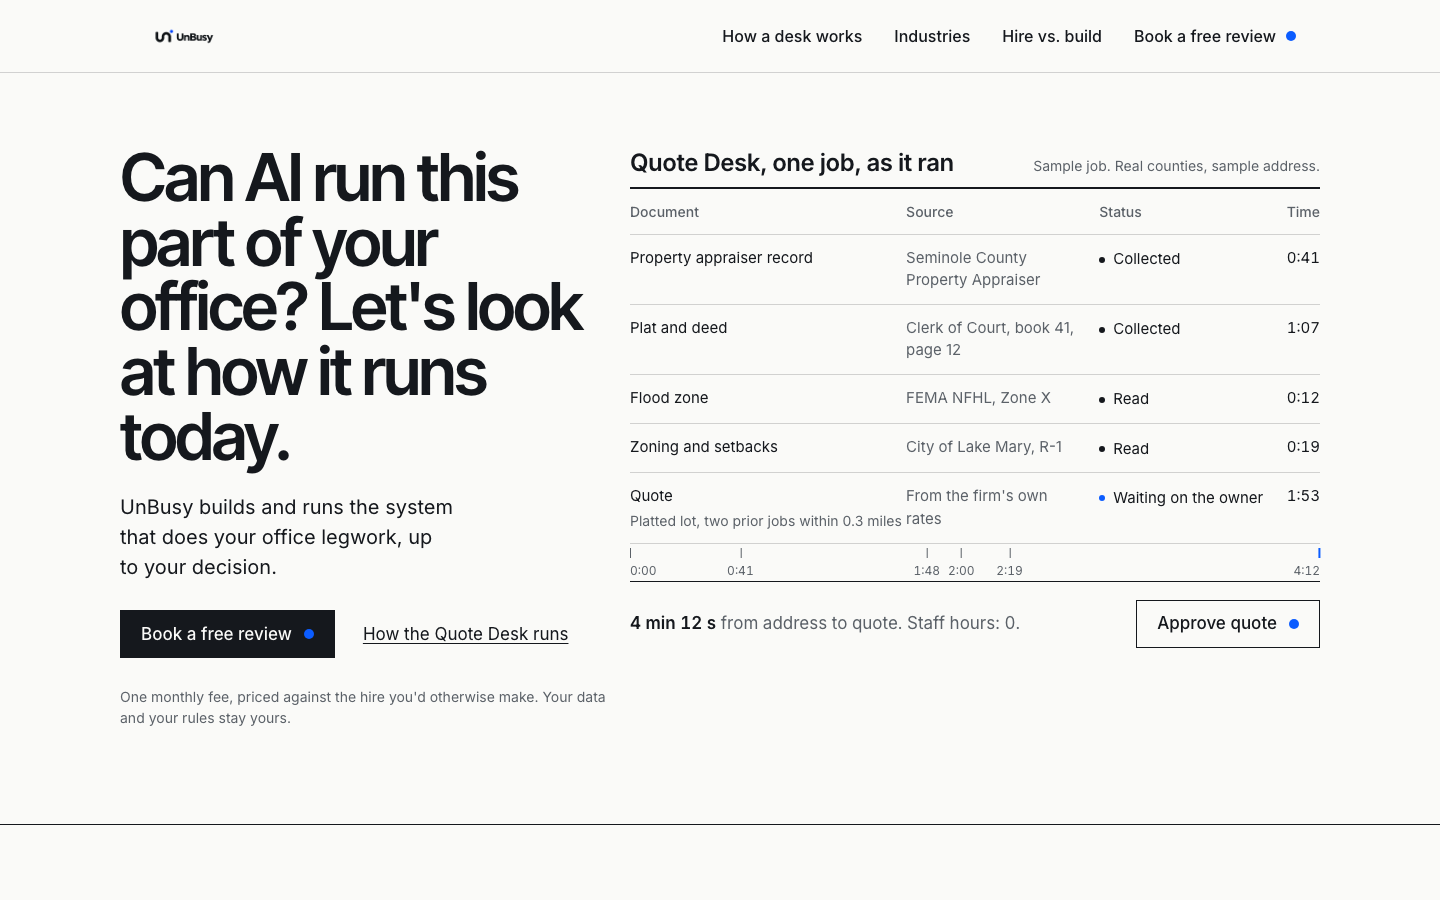 UnBusy
How a desk works
Industries
Hire vs. build
Book a free review
Can AI run this
part of your
office? Let's look
at how it runs
today.
UnBusy builds and runs the system
that does your office legwork, up
to your decision.
Book a free review
How the Quote Desk runs
One monthly fee, priced against the hire you'd otherwise make. Your data
and your rules stay yours.
Quote Desk, one job, as it ran
Sample job. Real counties, sample address.
Document Source Status Time
Property appraiser record Seminole County Collected 0:41
Property Appraiser
Plat and deed Clerk of Court, book 41, Collected 1:07
page 12
Flood zone FEMA NFHL, Zone X Read 0:12
Zoning and setbacks City of Lake Mary, R-1 Read 0:19
Quote From the firm's own Waiting on the owner 1:53
Platted lot, two prior jobs within 0.3 miles rates
0:00 0:41 1:48 2:00 2:19 4:12
4 min 12 s from address to quote. Staff hours: 0.
Approve quote